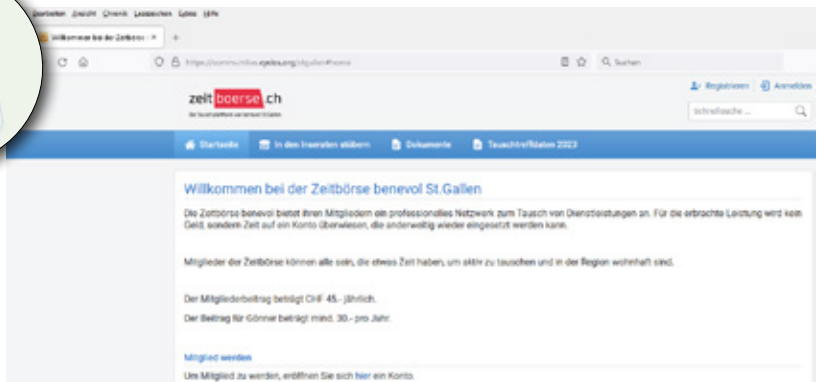 Bearbeiten Ansicht Chronik Lesezeichen Extras Hilfe
Willkommen bei der Zeitbörse
Suchen
Registrieren Anmelden
zeit boerse .ch
schnellsuche ...
Startseite In den Inseraten stöbern Dokumente Tauschtreffdaten 2023
Willkommen bei der Zeitbörse benevol St.Gallen
Die Zeitbörse benevol bietet ihren Mitgliedern ein professionelles Netzwerk zum Tausch von Dienstleistungen an. Für die erbrachte Leistung wird kein
Geld, sondern Zeit auf ein Konto überwiesen, die anderweitig wieder eingesetzt werden kann.
Mitglieder der Zeitbörse können alle sein, die etwas Zeit haben, um aktiv zu tauschen und in der Region wohnhaft sind.
Der Mitgliederbeitrag beträgt CHF 45.- jährlich.
Der Beitrag für Gönner beträgt mind. 30.- pro Jahr.
Mitglied werden
Um Mitglied zu werden, eröffnen Sie sich hier ein Konto.